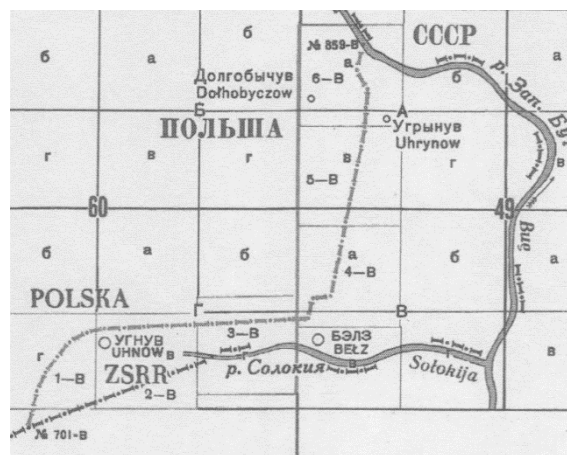 № 859-В
СССР
б
а
б
а
б
а
р. Зап. Буг
Долгобычув
Dołhobyczow
6—В
Б
А
ПОЛЬША
Угрынув
Uhrynow
г
в
г
в
г
в
5—В
60
49
Bug
б
а
б
а
б
а
4—В
POLSKA
Г
В
3—В
г
УГНУВ
UHNÓW
в
г
БЭЛЗ
BEŁZ
в
г
в
1—В
ZSRR
2—В
р. Солокия
Sołokija
№ 701-В